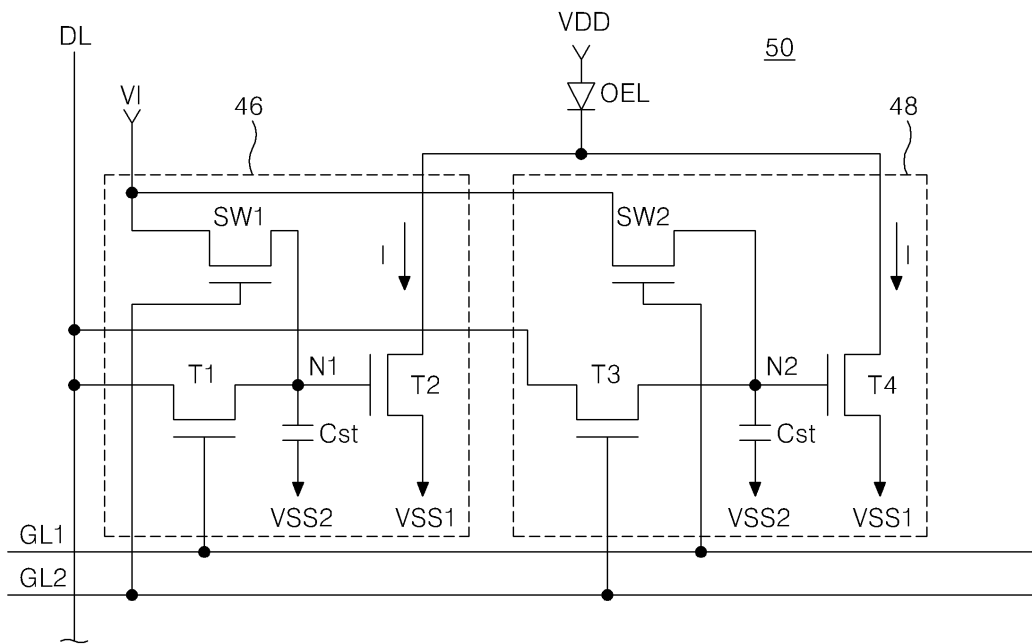 DL
VDD
50
VI
46
OEL
48
SW1
SW2
I
I
T1
N1
T2
T3
N2
T4
Cst
Cst
VSS2
VSS1
VSS2
VSS1
GL1
GL2